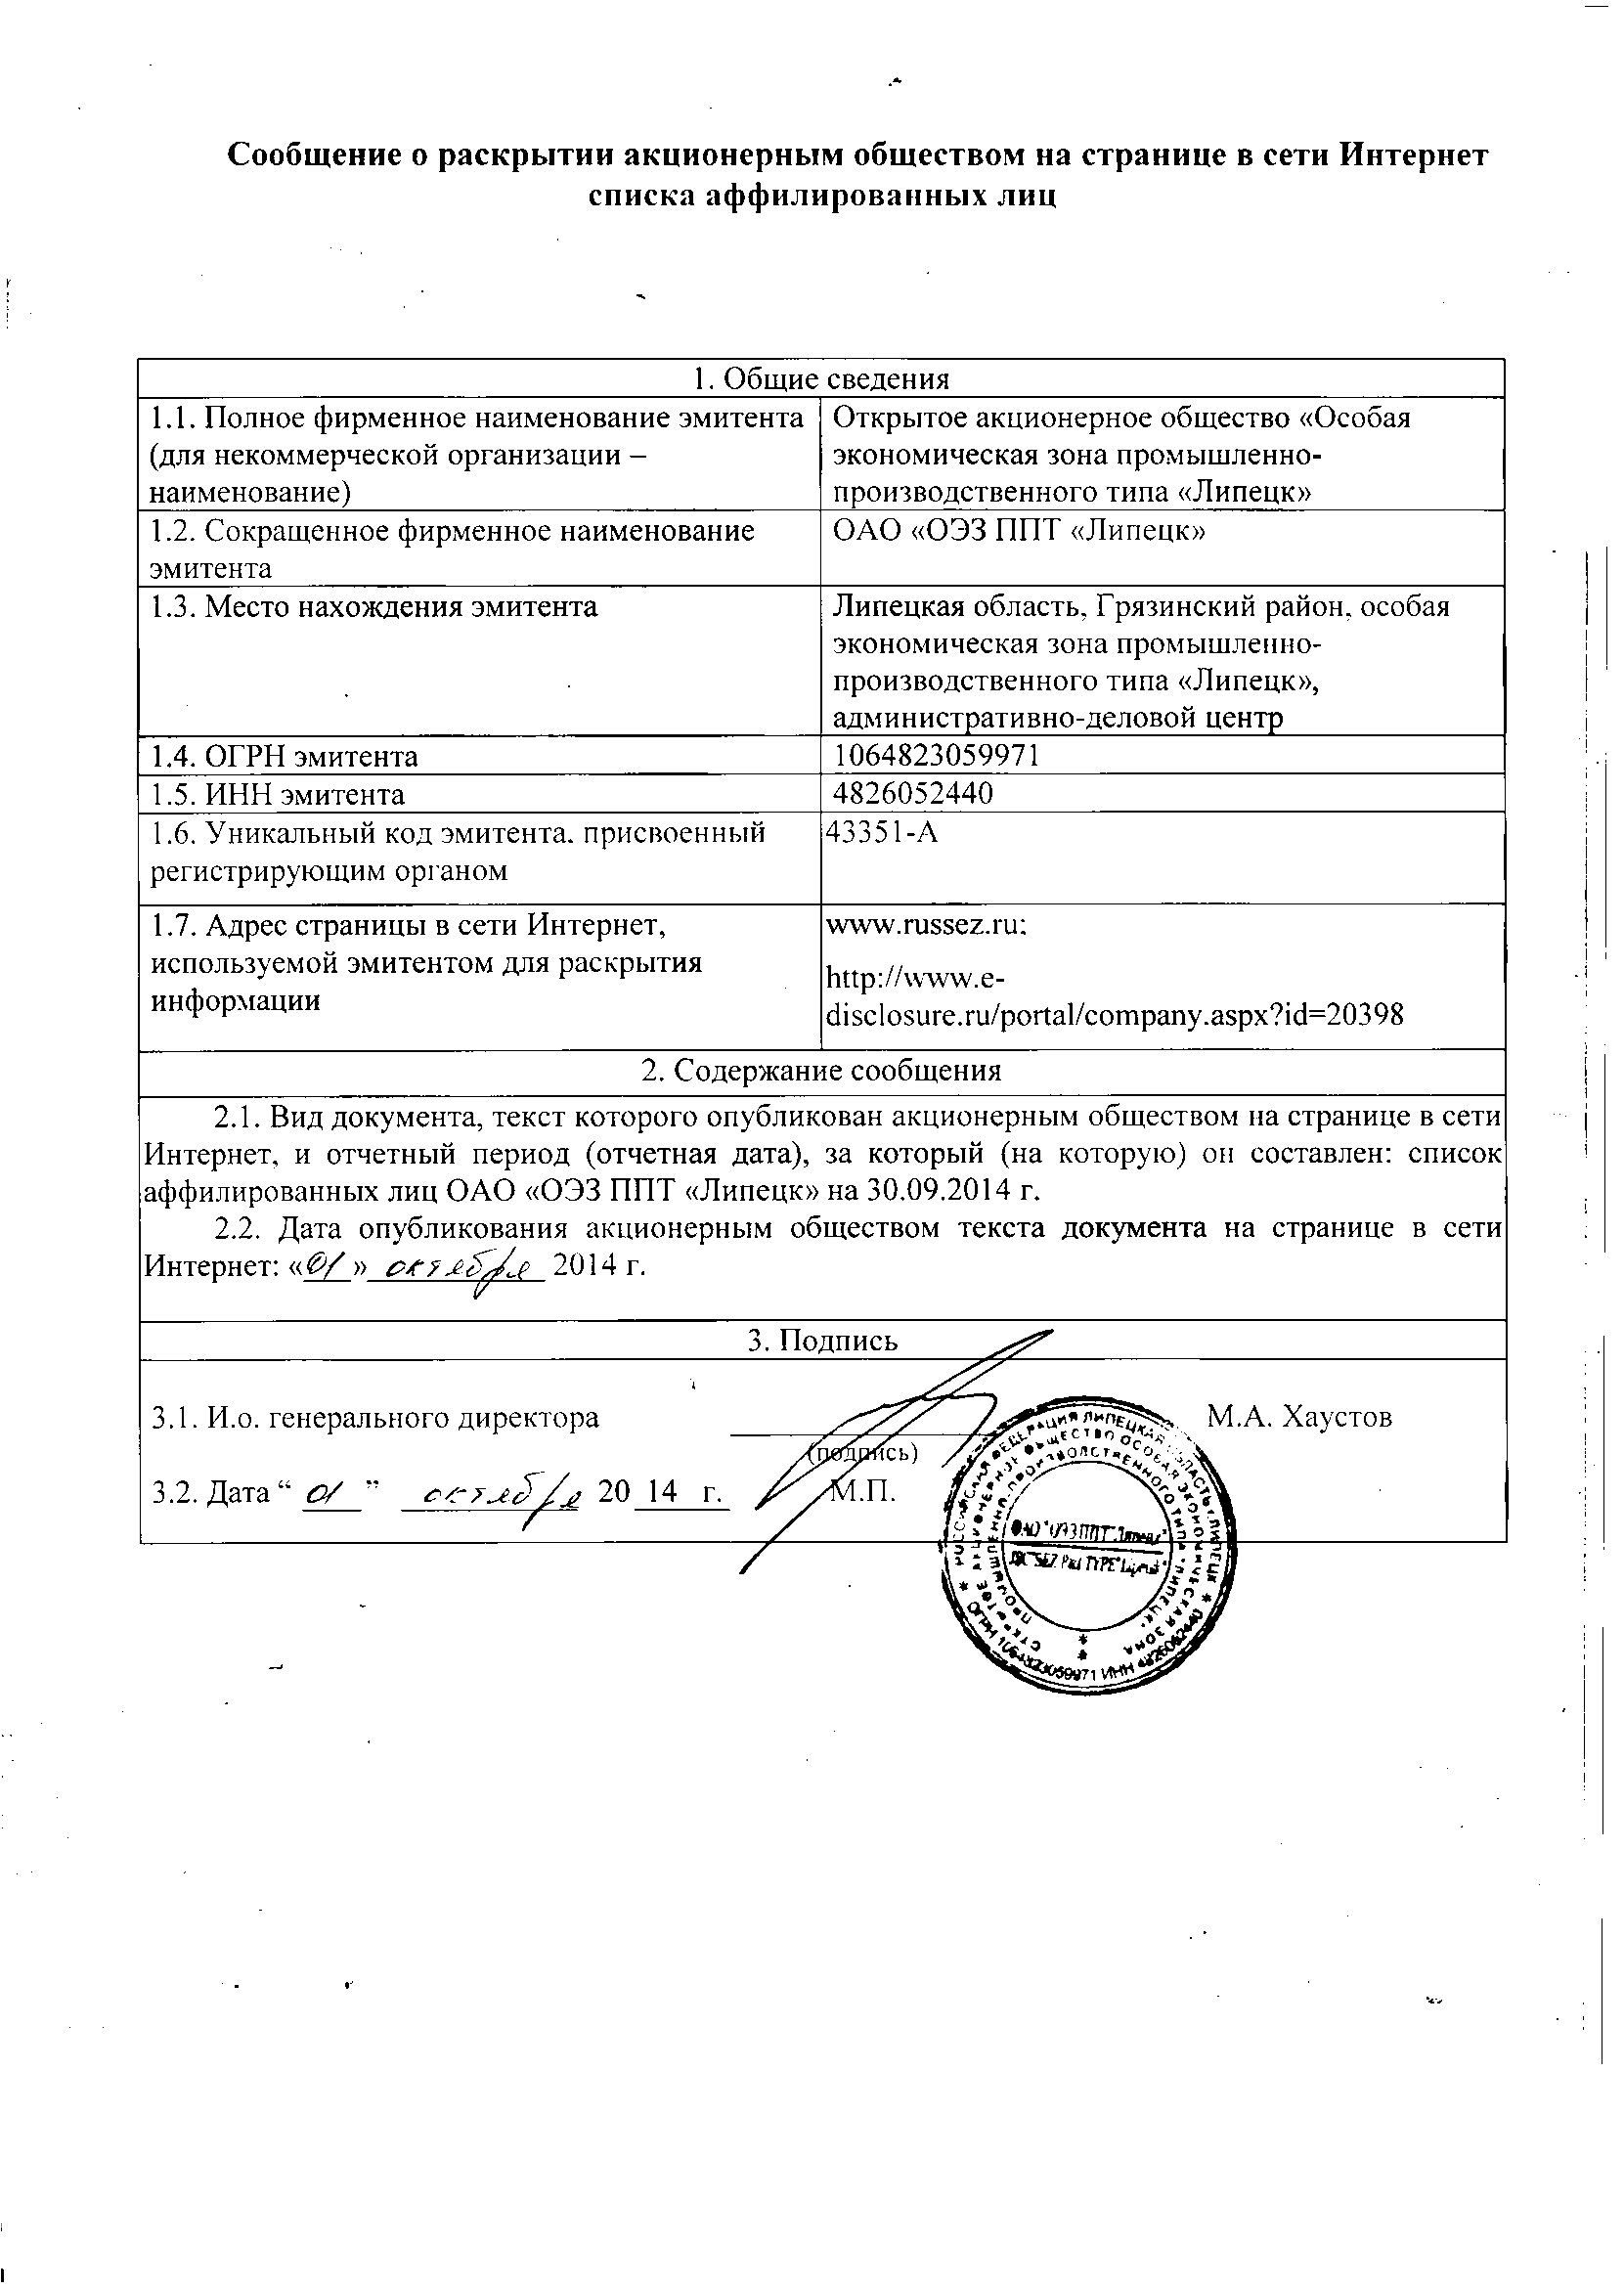 Сообщение о раскрытии акционерным обществом на странице в сети Интернет
списка аффилированных лиц
1. Общие сведения
1.1. Полное фирменное наименование эмитента
(для некоммерческой организации –
наименование)
Открытое акционерное общество «Особая
экономическая зона промышленно-
производственного типа «Липецк»
1.2. Сокращенное фирменное наименование
эмитента
ОАО «ОЭЗ ППТ «Липецк»
1.3. Место нахождения эмитента
Липецкая область, Грязинский район, особая
экономическая зона промышленно-
производственного типа «Липецк»,
административно-деловой центр
1.4. ОГРН эмитента
1064823059971
1.5. ИНН эмитента
4826052440
1.6. Уникальный код эмитента, присвоенный
регистрирующим органом
43351-А
1.7. Адрес страницы в сети Интернет,
используемой эмитентом для раскрытия
информации
www.russez.ru;
http://www.e-
disclosure.ru/portal/company.aspx?id=20398
2. Содержание сообщения
2.1. Вид документа, текст которого опубликован акционерным обществом на странице в сети
Интернет, и отчетный период (отчетная дата), за который (на которую) он составлен: список
аффилированных лиц ОАО «ОЭЗ ППТ «Липецк» на 30.09.2014 г.
2.2. Дата опубликования акционерным обществом текста документа на странице в сети
Интернет: «01» октября 2014 г.
3. Подпись
3.1. И.о. генерального директора
М.А. Хаустов
(подпись)
3.2. Дата “ 01 ” октября 20 14 г.
М.П.
РОССИЙСКАЯ ФЕДЕРАЦИЯ ЛИПЕЦКАЯ ОБЛАСТЬ Г.ЛИПЕЦК
ОГРН 1064823059971 ИНН 4826052440
ОТКРЫТОЕ АКЦИОНЕРНОЕ ОБЩЕСТВО ОСОБАЯ ЭКОНОМИЧЕСКАЯ ЗОНА
ПРОМЫШЛЕННО-ПРОИЗВОДСТВЕННОГО ТИПА "ЛИПЕЦК"
ОАО "ОЭЗ ППТ "Липецк"